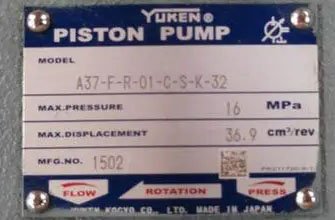 YUKEN®
PISTON PUMP
MODEL
A37-F-R-01-C-S-K-32
MAX.PRESSURE 16 MPa
MAX.DISPLACEMENT 36.9 cm³/rev
MFG.NO. 1502
FLOW ROTATION PRESS
YUKEN KOGYO CO., LTD. MADE IN JAPAN